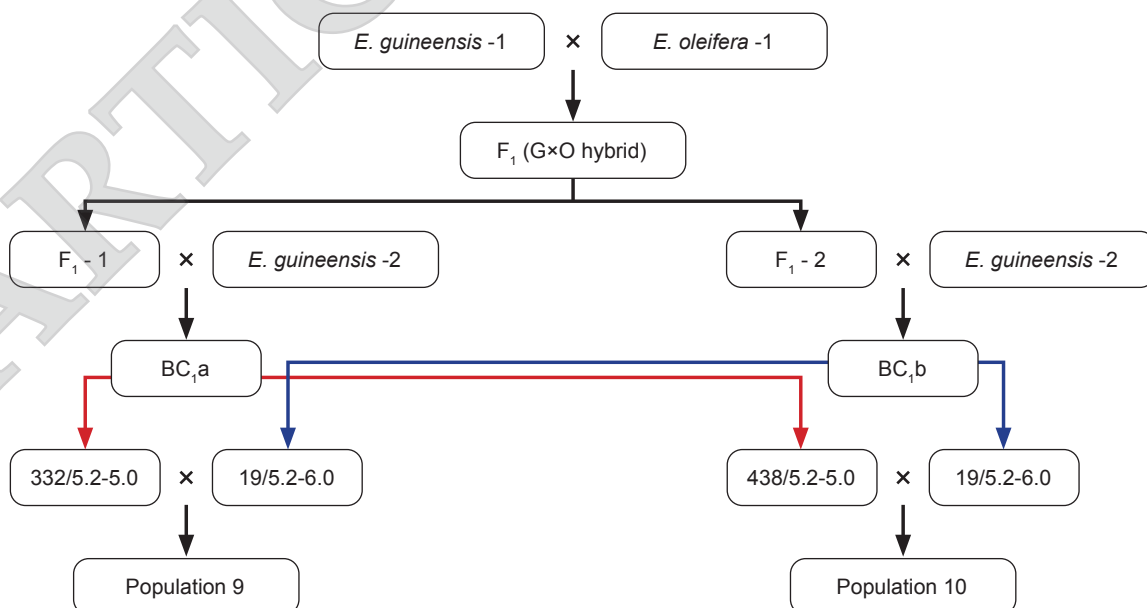 E. guineensis -1 × E. oleifera -1
F₁ (G×O hybrid)
F₁ - 1 × E. guineensis -2 F₁ - 2 × E. guineensis -2
BC₁a BC₁b
332/5.2-5.0 × 19/5.2-6.0 438/5.2-5.0 × 19/5.2-6.0
Population 9 Population 10
ARTIC